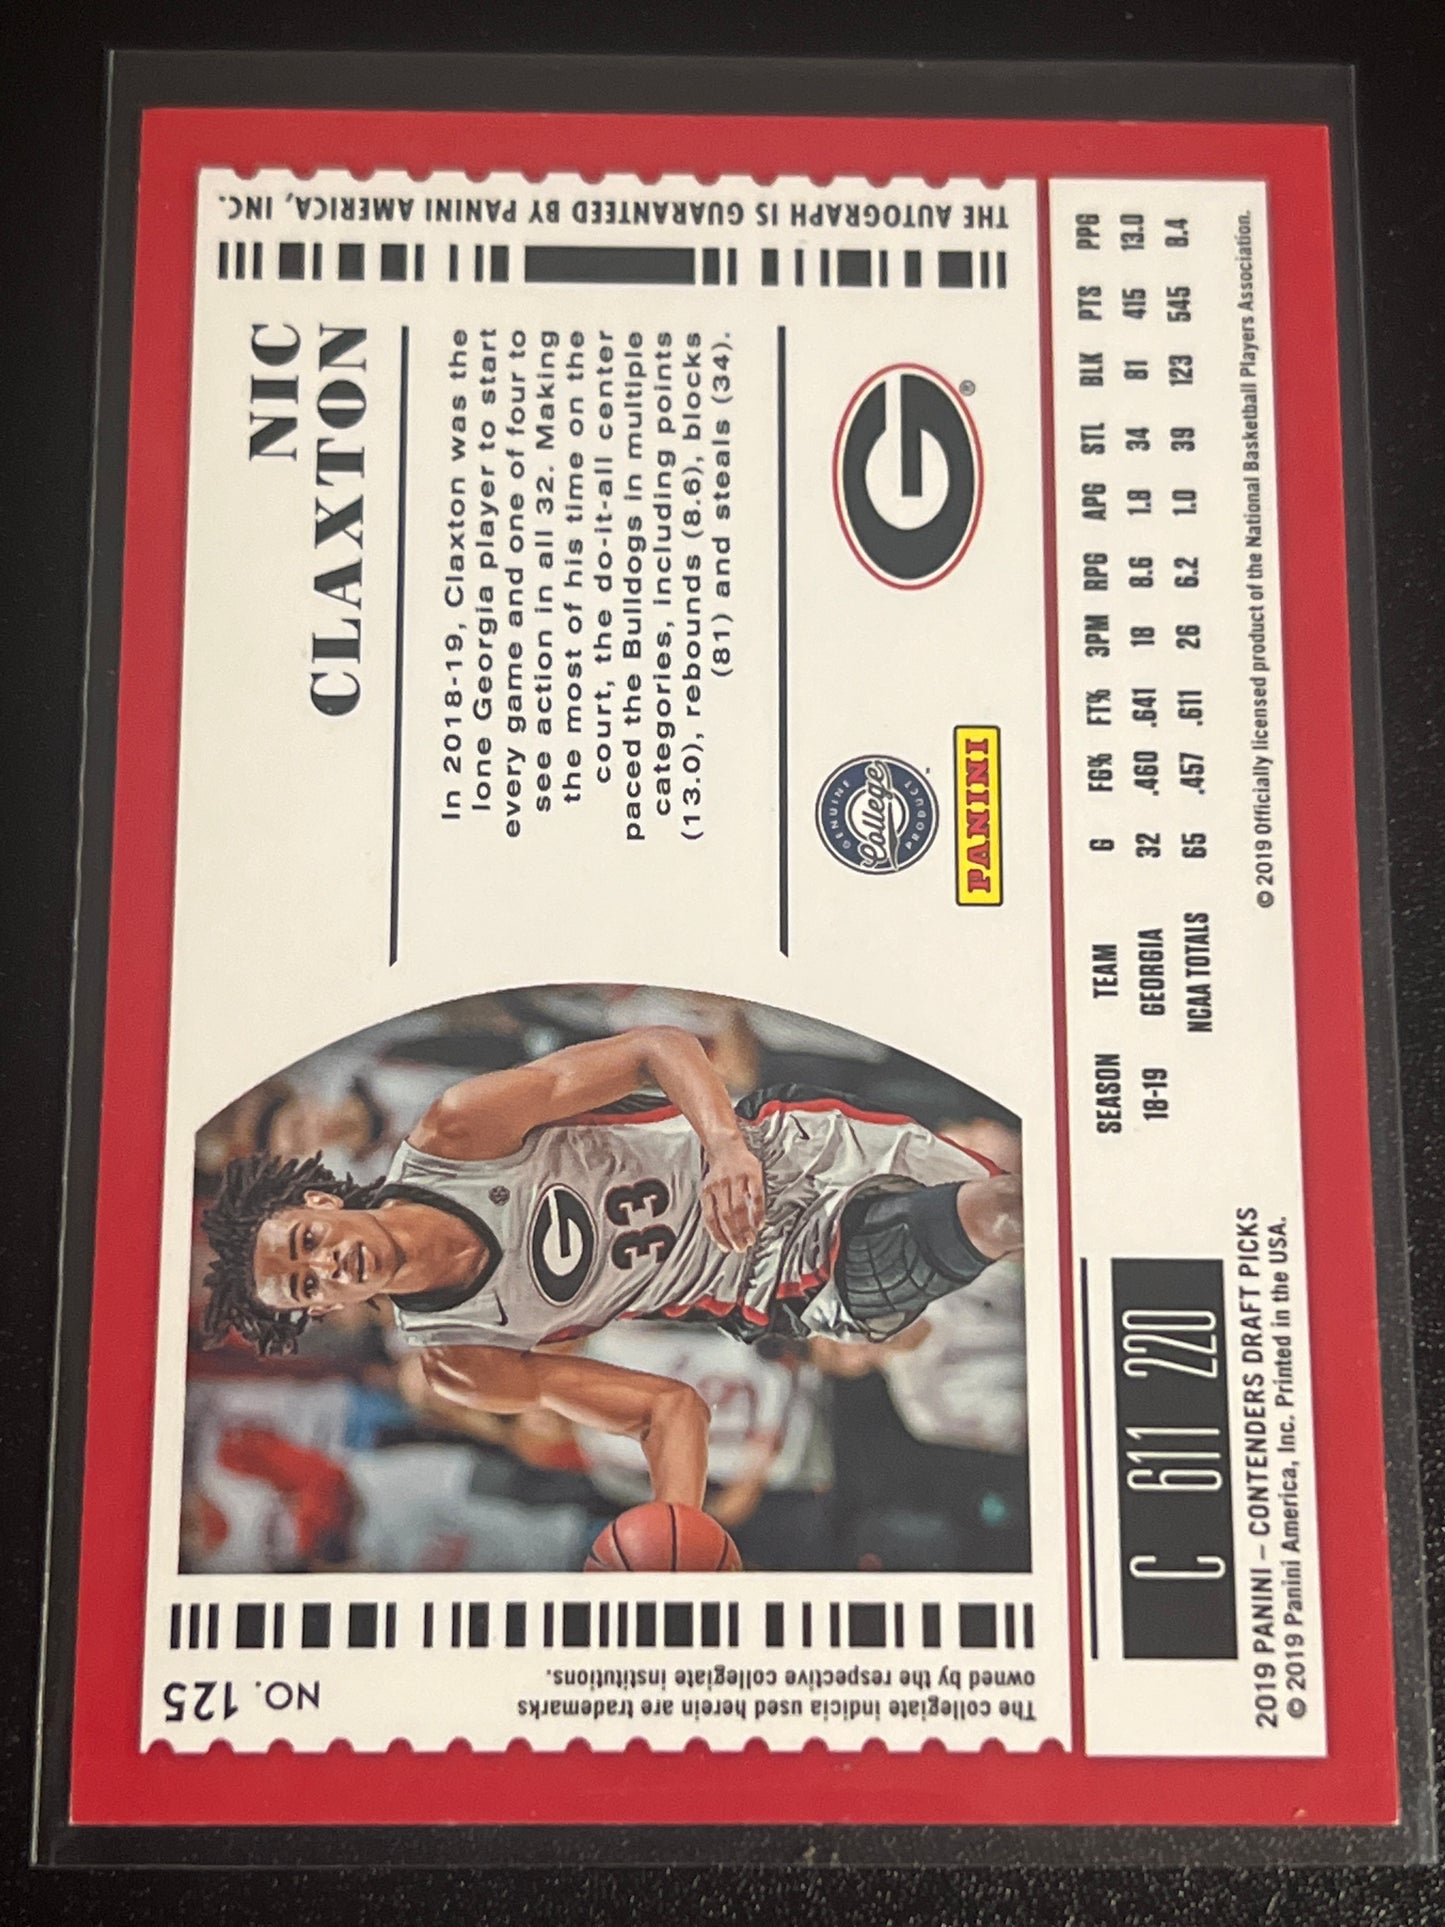 NO. 125
The collegiate indicia used herein are trademarks
owned by the respective collegiate institutions.
G
33
NIC
CLAXTON
In 2018-19, Claxton was the
lone Georgia player to start
every game and one of four to
see action in all 32. Making
the most of his time on the
court, the do-it-all center
paced the Bulldogs in multiple
categories, including points
(13.0), rebounds (8.6), blocks
(81) and steals (34).
GENUINE
College
PRODUCT
™
PANINI
G
®
THE AUTOGRAPH IS GUARANTEED BY PANINI AMERICA, INC.
C 611 220
SEASON TEAM G FG% FT% 3PM RPG APG STL BLK PTS PPG
18-19 GEORGIA 32 .460 .641 18 8.6 1.8 34 81 415 13.0
NCAA TOTALS 65 .457 .611 26 6.2 1.0 39 123 545 8.4
2019 PANINI – CONTENDERS DRAFT PICKS
© 2019 Panini America, Inc. Printed in the USA.
© 2019 Officially licensed product of the National Basketball Players Association.